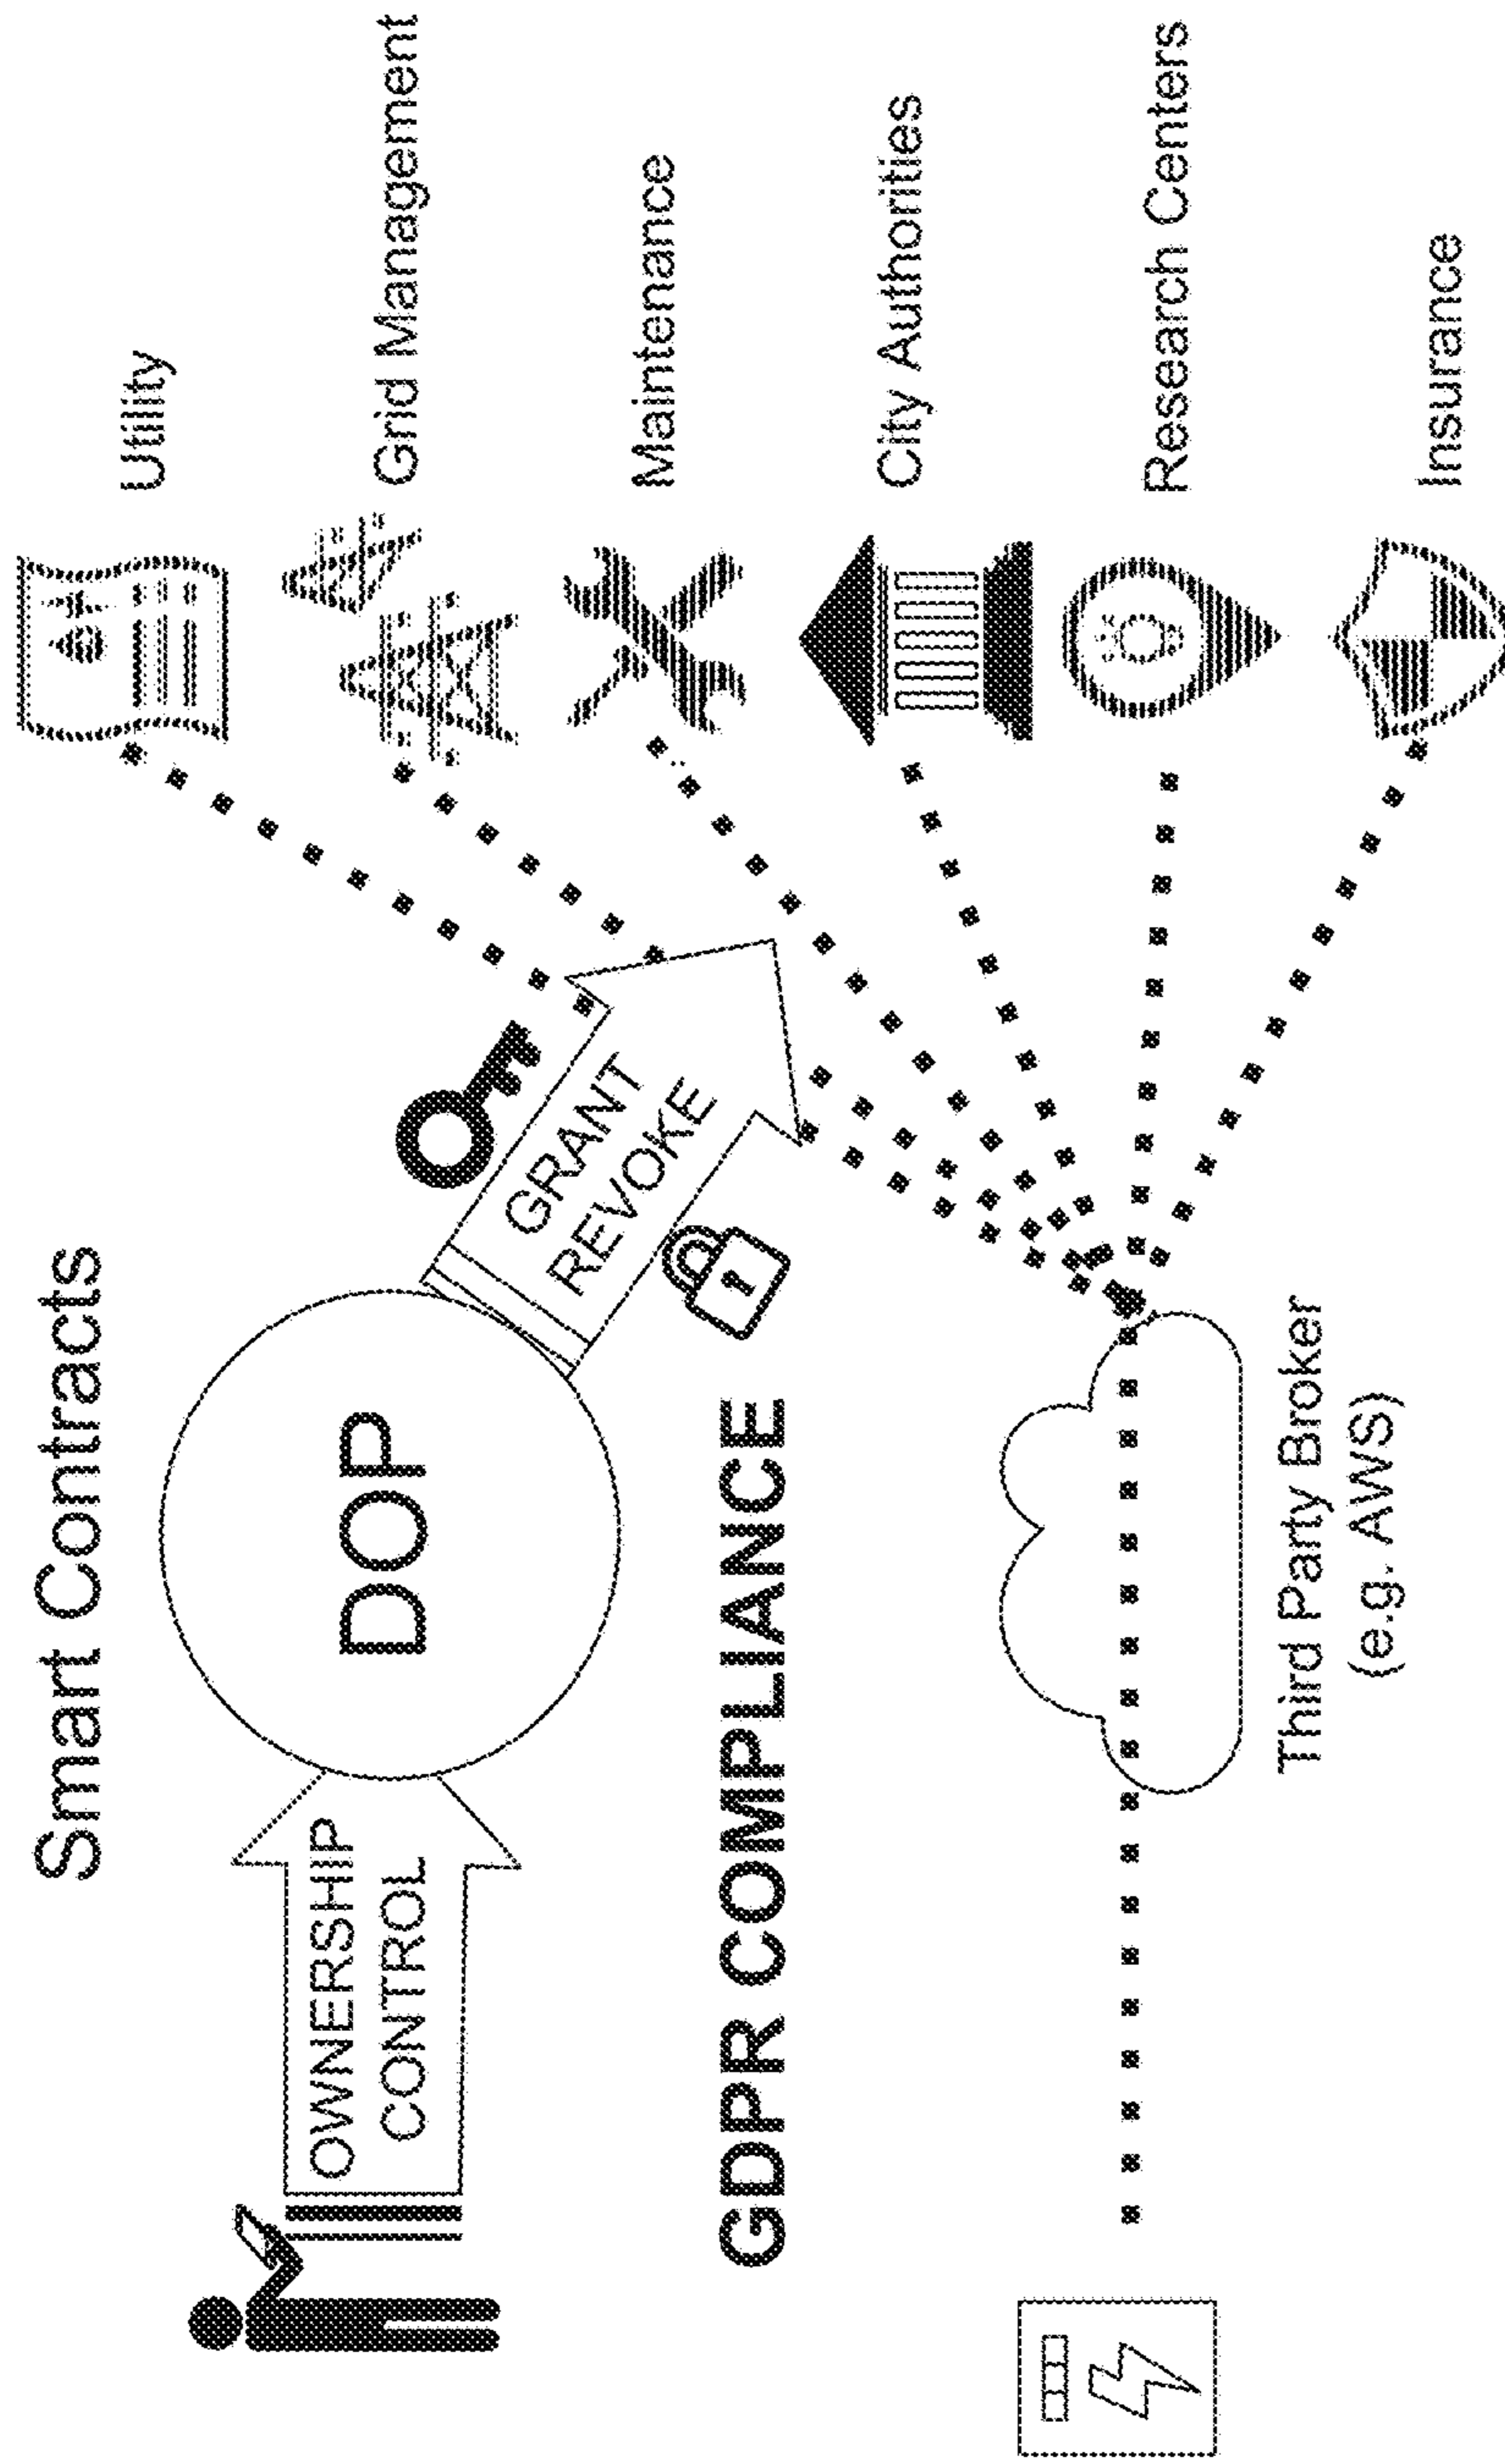 Smart Contracts
OWNERSHIP
CONTROL
DOP
GRANT
REVOKE
GDPR COMPLIANCE
Third Party Broker
(e.g. AWS)
Utility
Grid Management
Maintenance
City Authorities
Research Centers
Insurance